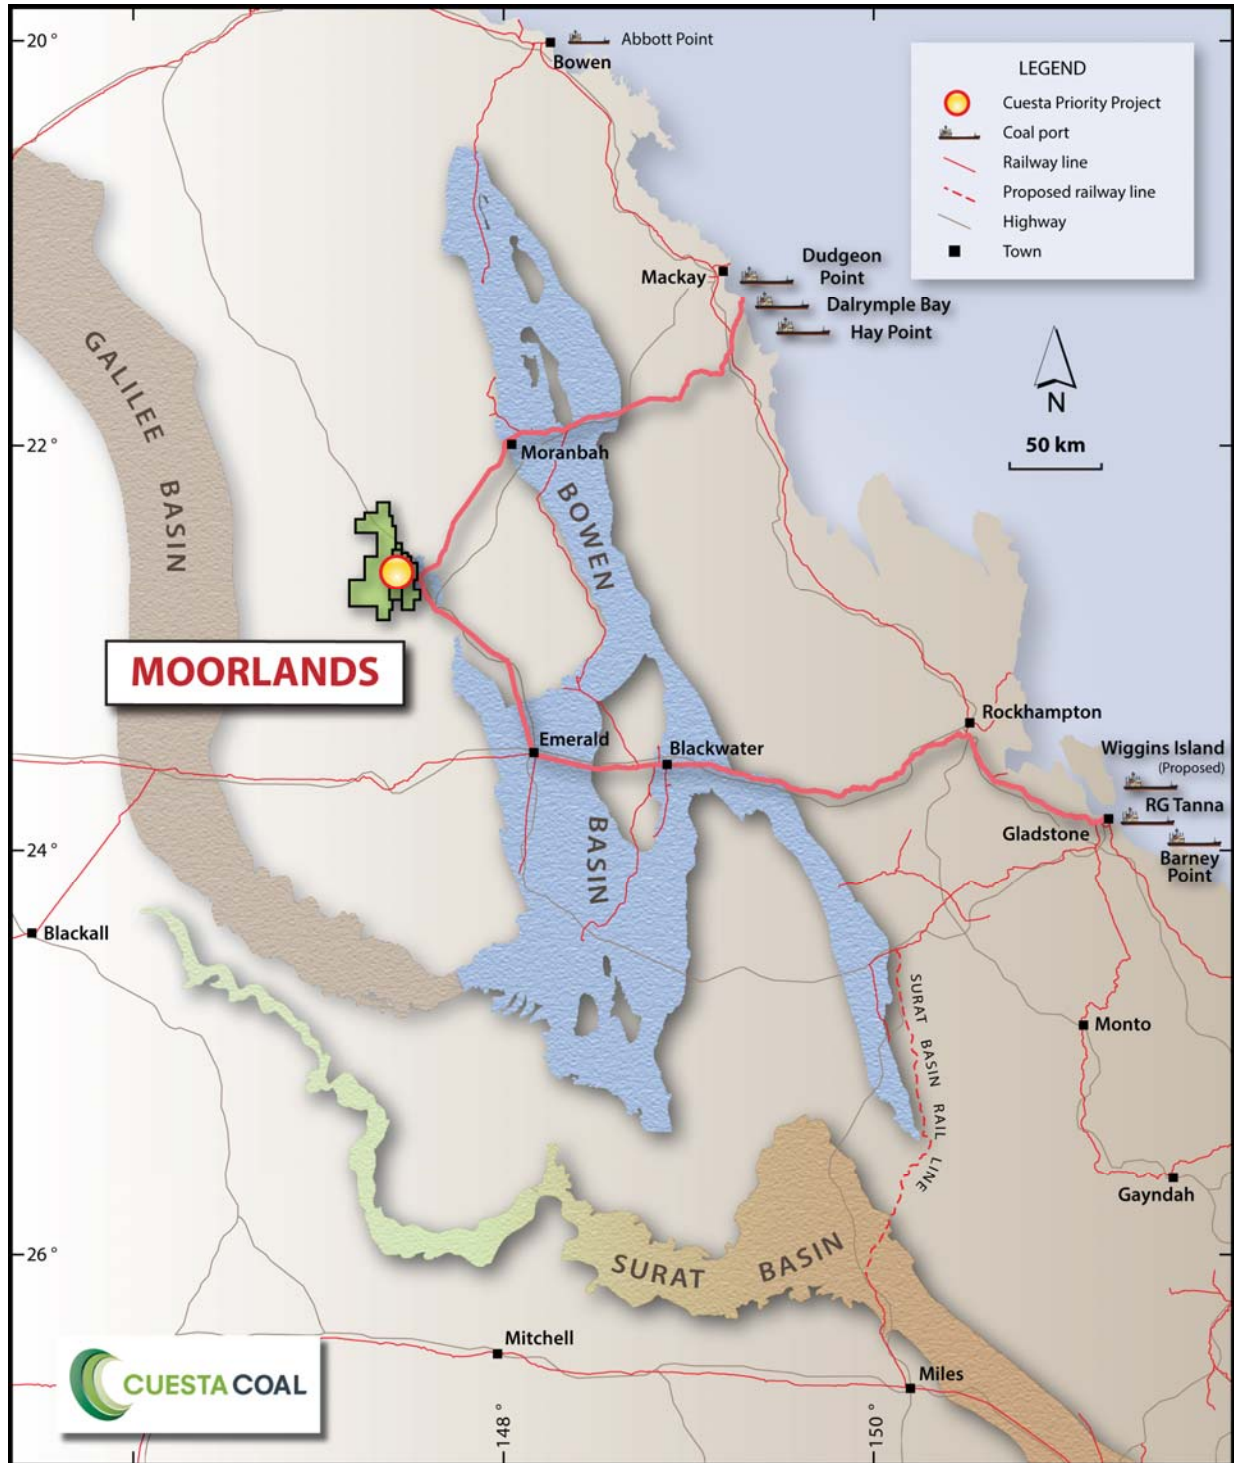 20°
Abbott Point
Bowen
LEGEND
Cuesta Priority Project
Coal port
Railway line
Proposed railway line
Highway
Town
Mackay
Dudgeon
Point
Dalrymple Bay
Hay Point
N
50 km
GALILEE
BASIN
22°
Moranbah
BOWEN
BASIN
MOORLANDS
Emerald
Blackwater
Rockhampton
Wiggins Island
(Proposed)
RG Tanna
Gladstone
Barney
Point
24°
Blackall
SURAT BASIN RAIL LINE
Monto
Gayndah
26°
SURAT BASIN
Mitchell
Miles
CUESTA COAL
148°
150°